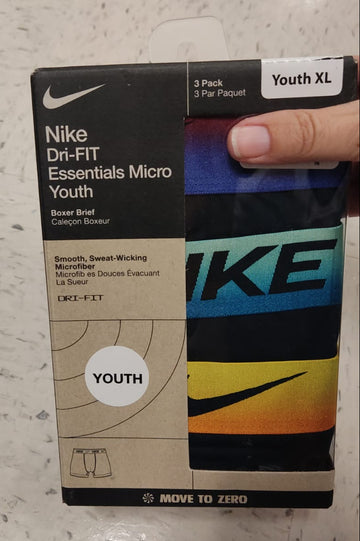 3 Pack
3 Par Paquet
Youth XL
Nike
Dri-FIT
Essentials Micro
Youth
Boxer Brief
Caleçon Boxeur
Smooth, Sweat-Wicking
Microfiber
Microfib es Douces Évacuant
La Sueur
DRI-FIT
IKE
YOUTH
MOVE TO ZERO